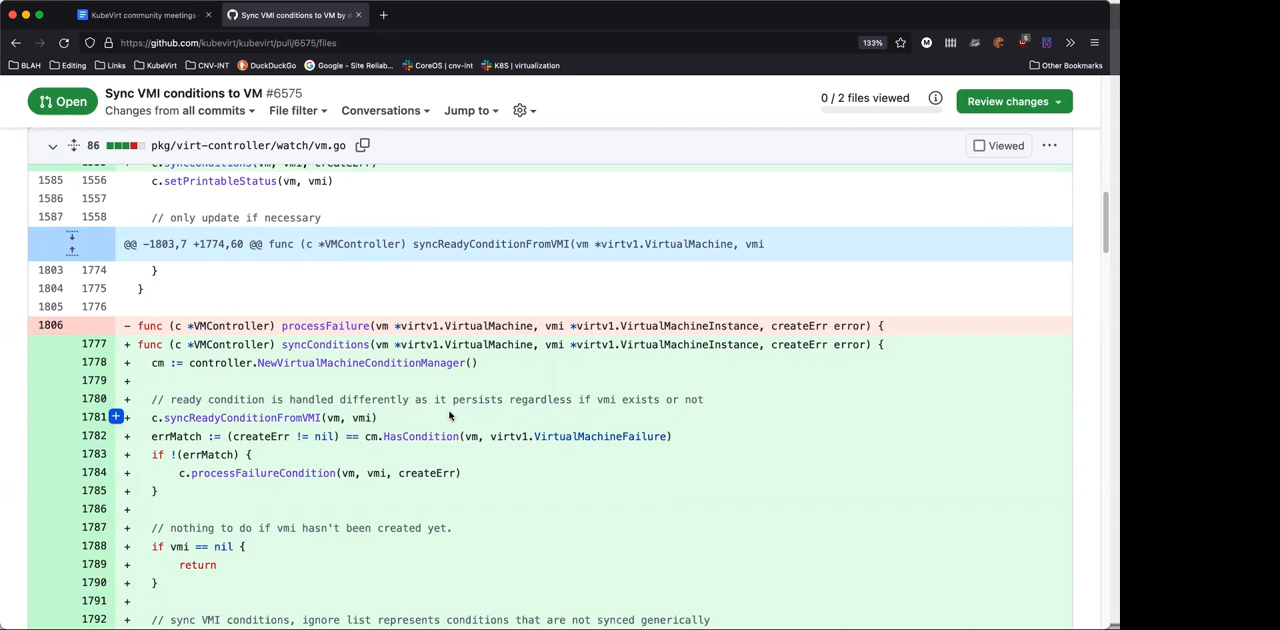 KubeVirt community meetings
Sync VMI conditions to VM by d
https://github.com/kubevirt/kubevirt/pull/6575/files
133%
BLAH Editing Links KubeVirt CNV-INT DuckDuckGo Google - Site Reliab... CoreOS | cnv-int K8S | virtualization Other Bookmarks
Open
Sync VMI conditions to VM #6575
Changes from all commits File filter Conversations Jump to
0 / 2 files viewed
Review changes
86 pkg/virt-controller/watch/vm.go
Viewed
1585 1556 c.setPrintableStatus(vm, vmi)
1586 1557
1587 1558 // only update if necessary
@@ -1803,7 +1774,60 @@ func (c *VMController) syncReadyConditionFromVMI(vm *virtv1.VirtualMachine, vmi
1803 1774 }
1804 1775 }
1805 1776
1806 - func (c *VMController) processFailure(vm *virtv1.VirtualMachine, vmi *virtv1.VirtualMachineInstance, createErr error) {
1777 + func (c *VMController) syncConditions(vm *virtv1.VirtualMachine, vmi *virtv1.VirtualMachineInstance, createErr error) {
1778 + cm := controller.NewVirtualMachineConditionManager()
1779 +
1780 + // ready condition is handled differently as it persists regardless if vmi exists or not
1781 + c.syncReadyConditionFromVMI(vm, vmi)
1782 + errMatch := (createErr != nil) == cm.HasCondition(vm, virtv1.VirtualMachineFailure)
1783 + if !(errMatch) {
1784 + c.processFailureCondition(vm, vmi, createErr)
1785 + }
1786 +
1787 + // nothing to do if vmi hasn't been created yet.
1788 + if vmi == nil {
1789 + return
1790 + }
1791 +
1792 + // sync VMI conditions, ignore list represents conditions that are not synced generically